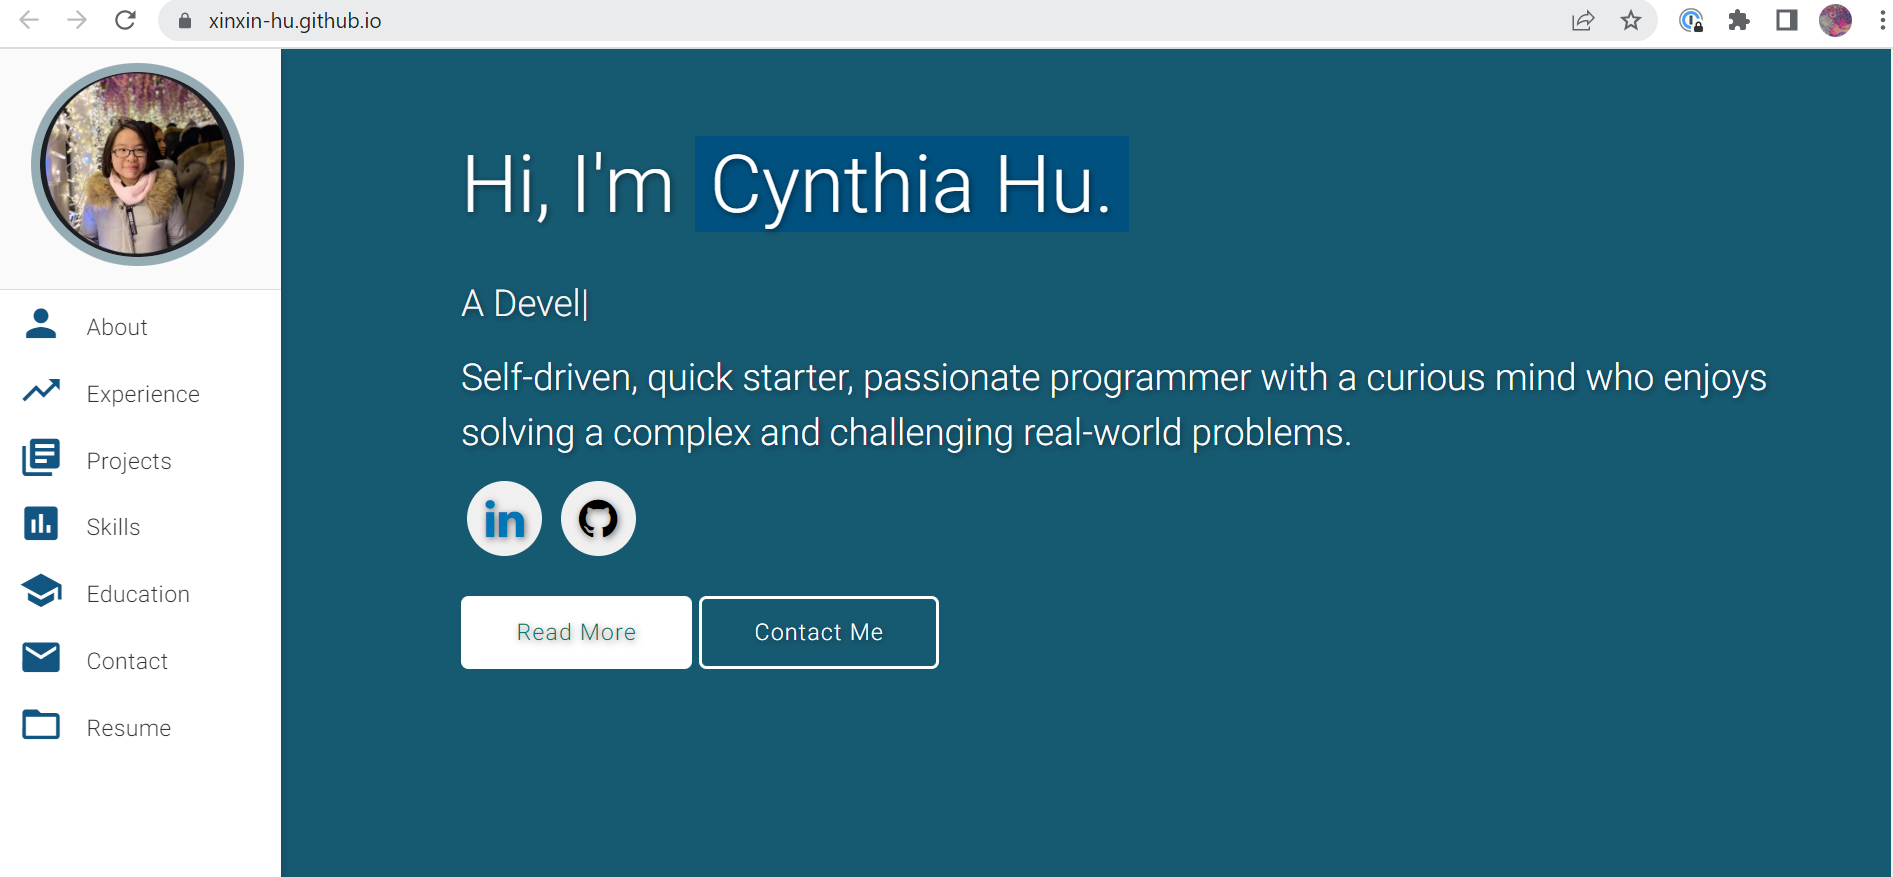 xinxin-hu.github.io
Hi, I'm Cynthia Hu.
A Devel|
Self-driven, quick starter, passionate programmer with a curious mind who enjoys
solving a complex and challenging real-world problems.
in
Read More
Contact Me
About
Experience
Projects
Skills
Education
Contact
Resume